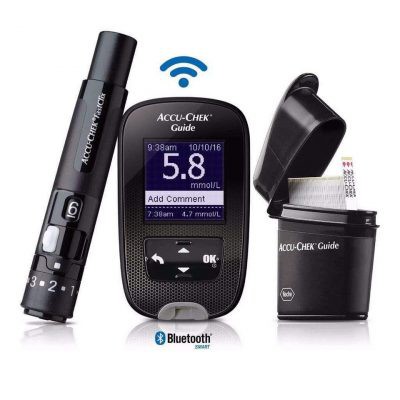 ACCU-CHEK® FastClix
6
3 • 2 • 1
ACCU-CHEK®
Guide
9:38am 10/10/16
5.8
mmol/L
Add Comment
7:38am 4.7 mmol/L
OK
ACCU-CHEK® Guide
Roche
Bluetooth®
SMART